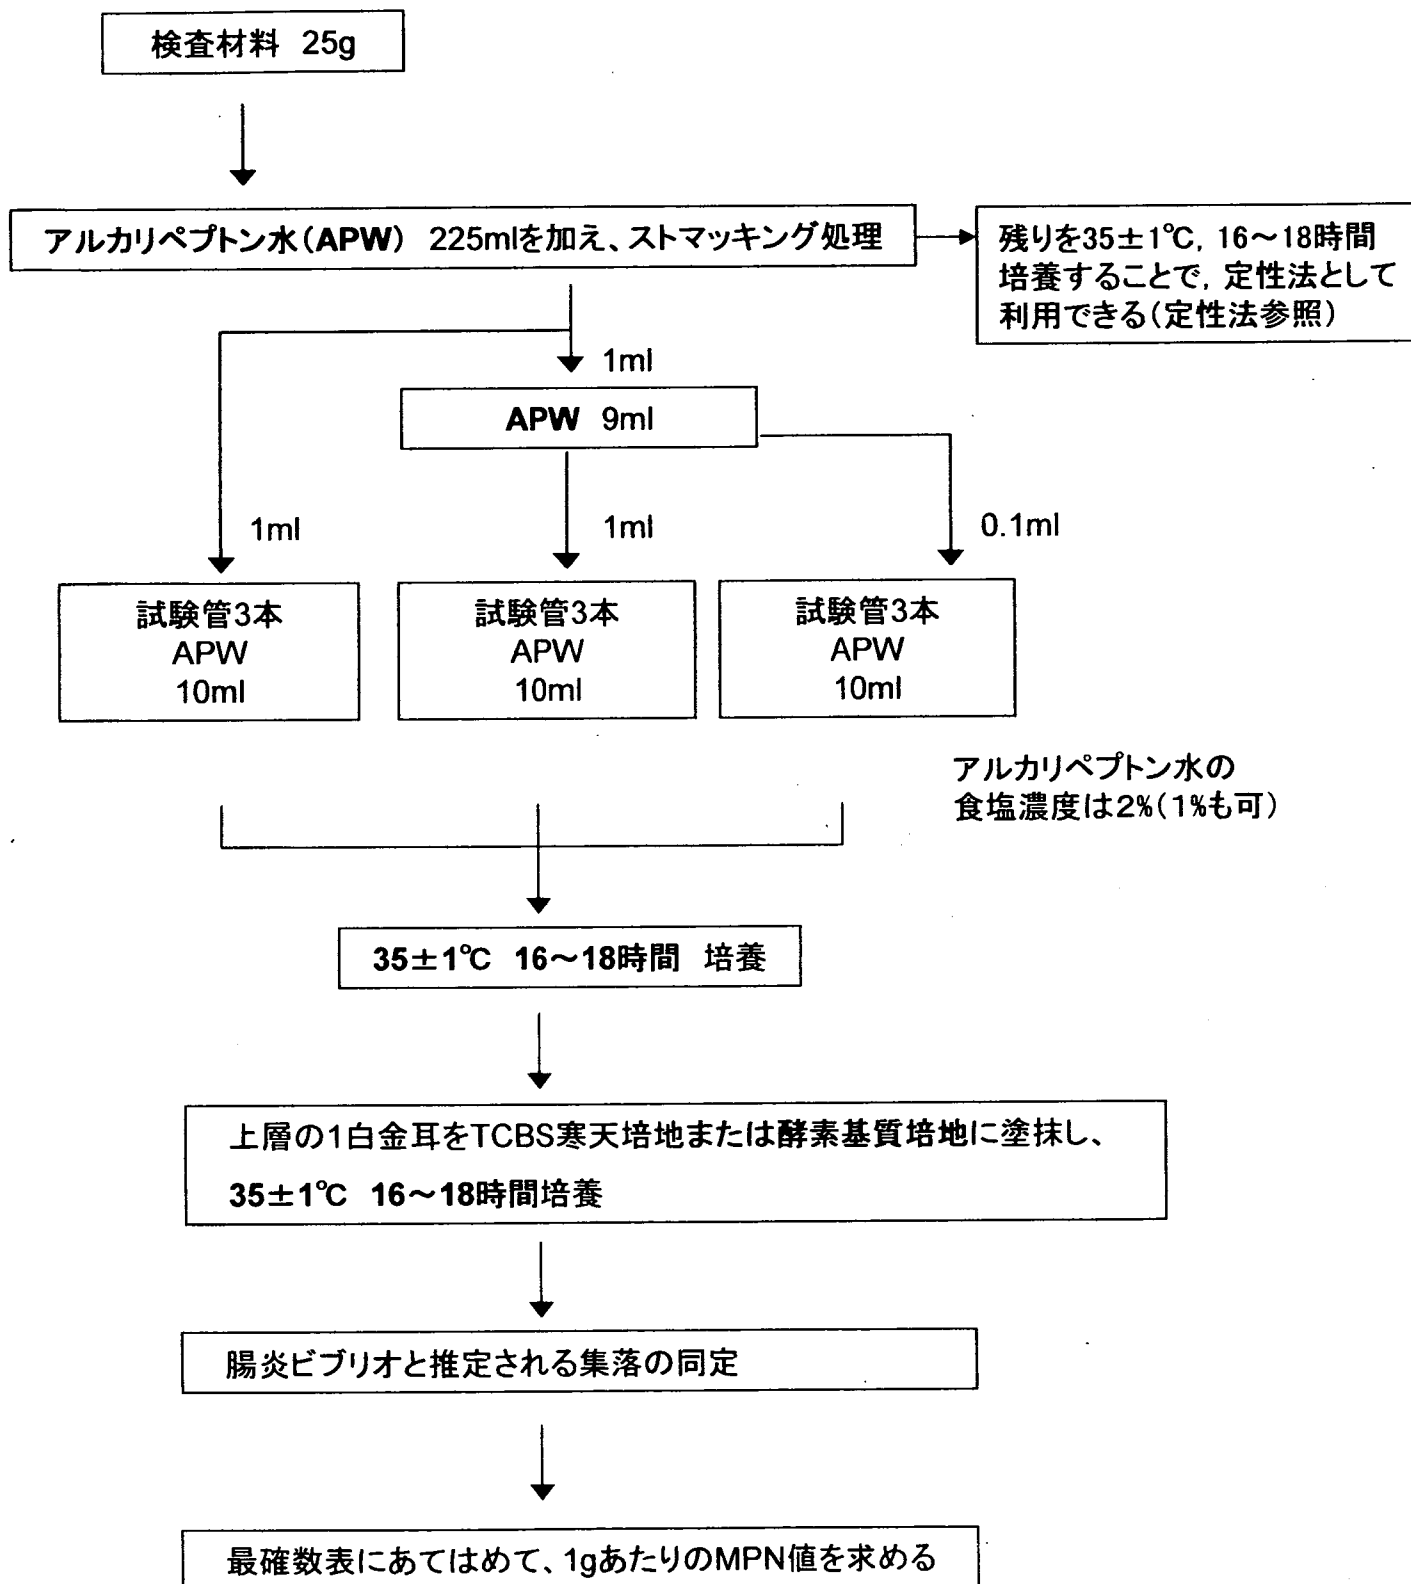 検査材料 25g
アルカリペプトン水(APW) 225mlを加え、ストマッキング処理
残りを35±1℃, 16～18時間
培養することで, 定性法として
利用できる(定性法参照)
1ml
APW 9ml
1ml
1ml
0.1ml
試験管3本
APW
10ml
試験管3本
APW
10ml
試験管3本
APW
10ml
アルカリペプトン水の
食塩濃度は2%(1%も可)
35±1℃ 16～18時間 培養
上層の1白金耳をTCBS寒天培地または酵素基質培地に塗抹し、
35±1℃ 16～18時間培養
腸炎ビブリオと推定される集落の同定
最確数表にあてはめて、1gあたりのMPN値を求める